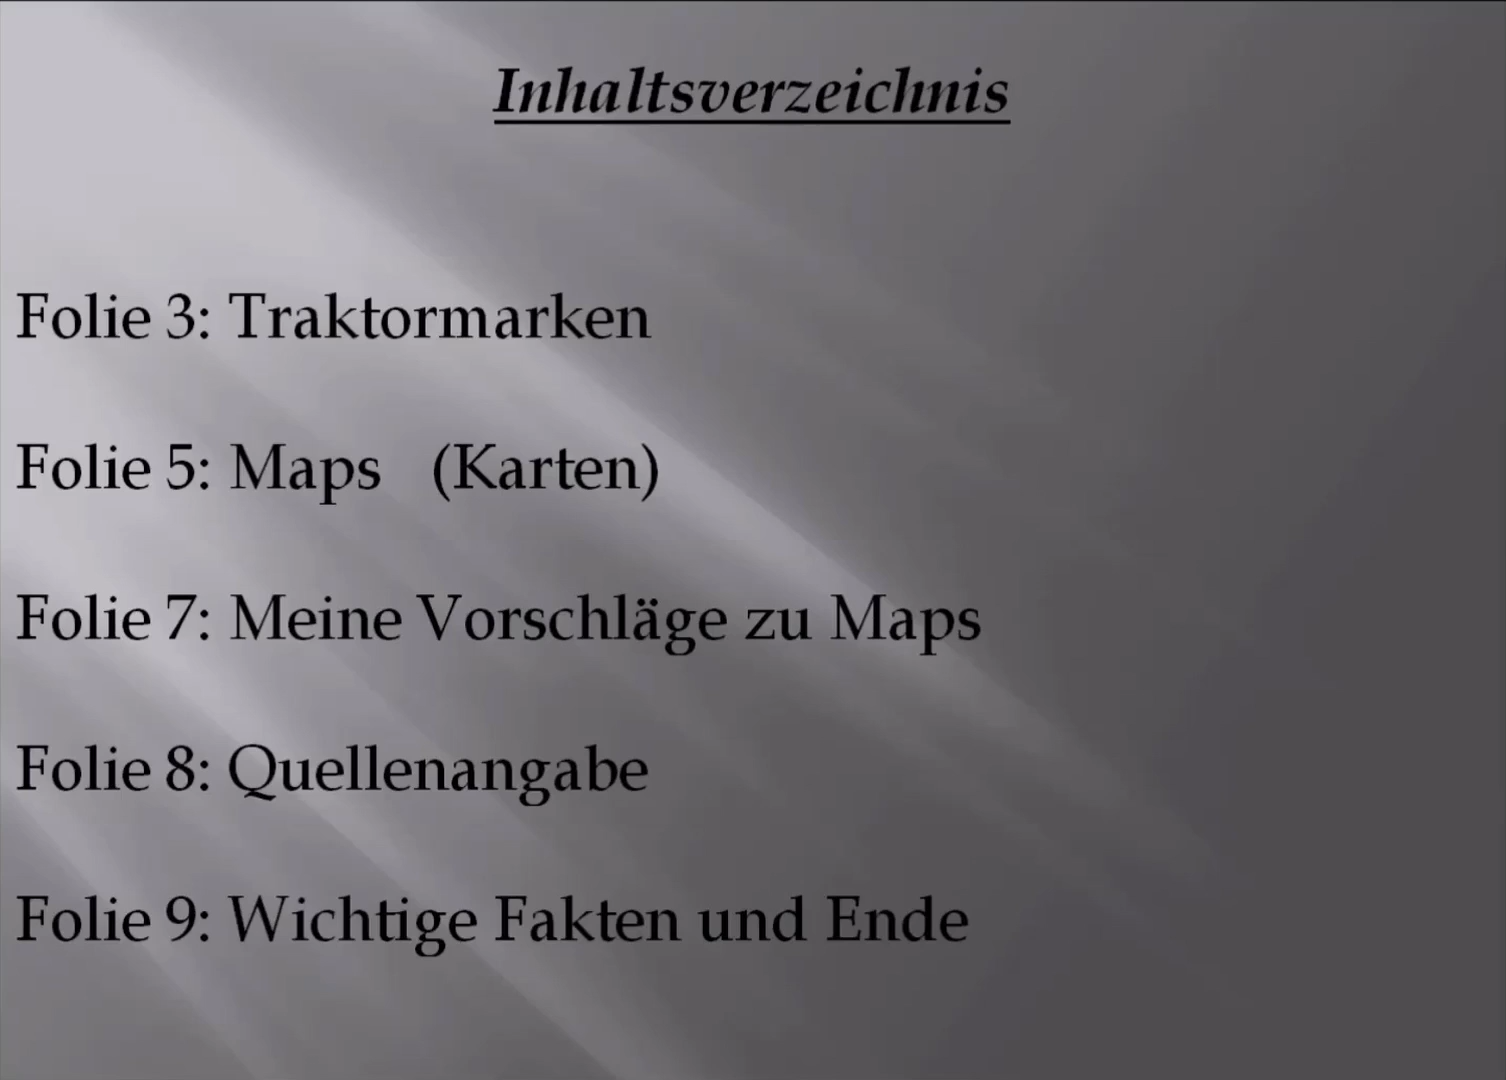 Inhaltsverzeichnis
Folie 3: Traktormarken
Folie 5: Maps (Karten)
Folie 7: Meine Vorschläge zu Maps
Folie 8: Quellenangabe
Folie 9: Wichtige Fakten und Ende